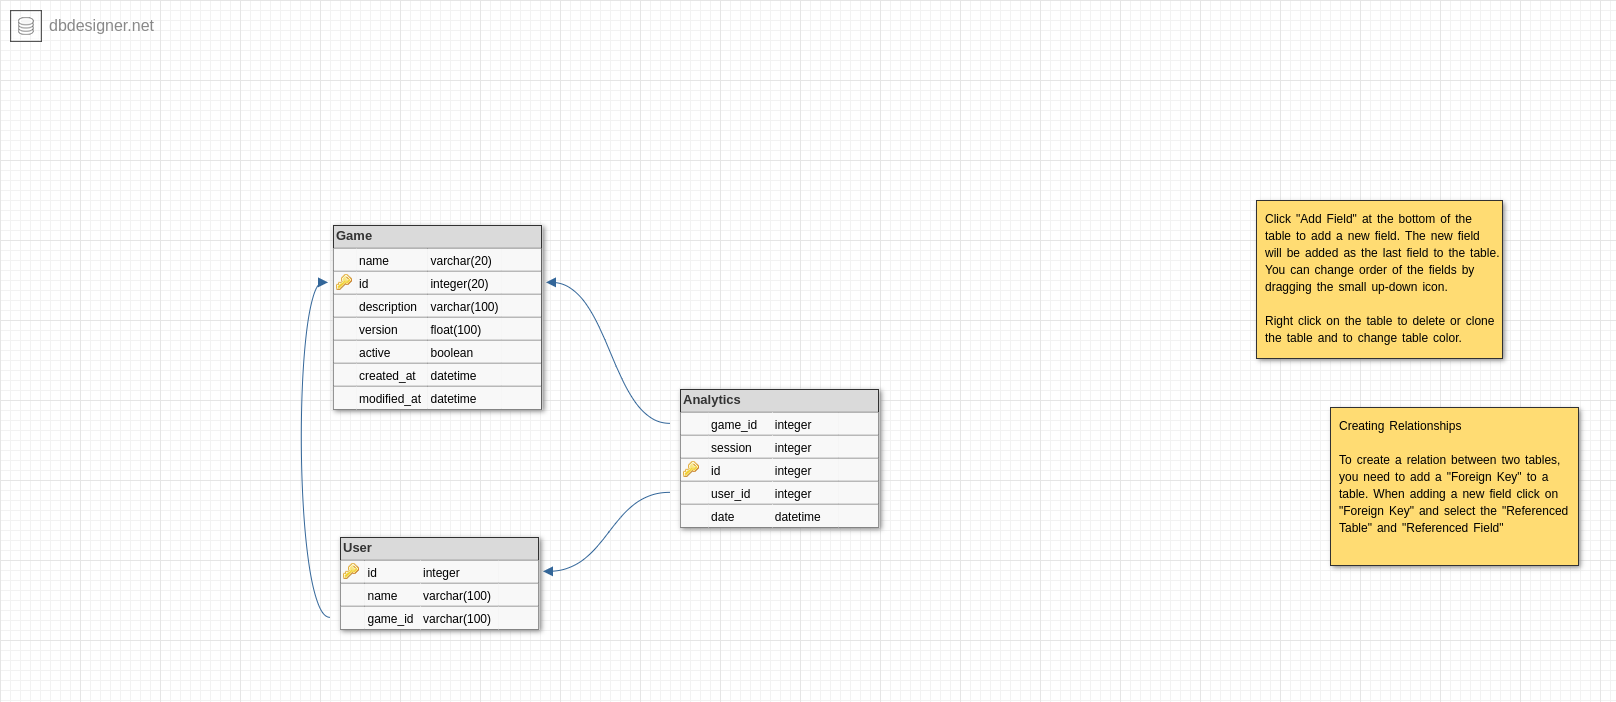 dbdesigner.net
Game
name varchar(20)
id integer(20)
description varchar(100)
version float(100)
active boolean
created_at datetime
modified_at datetime
Analytics
game_id integer
session integer
id integer
user_id integer
date datetime
User
id integer
name varchar(100)
game_id varchar(100)
Click "Add Field" at the bottom of the
table to add a new field. The new field
will be added as the last field to the table.
You can change order of the fields by
dragging the small up-down icon.
Right click on the table to delete or clone
the table and to change table color.
Creating Relationships
To create a relation between two tables,
you need to add a "Foreign Key" to a
table. When adding a new field click on
"Foreign Key" and select the "Referenced
Table" and "Referenced Field"